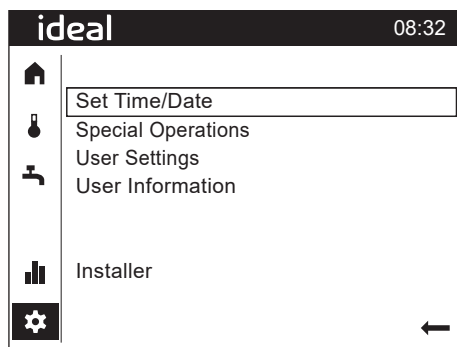 ideal 08:32
Set Time/Date
Special Operations
User Settings
User Information
Installer